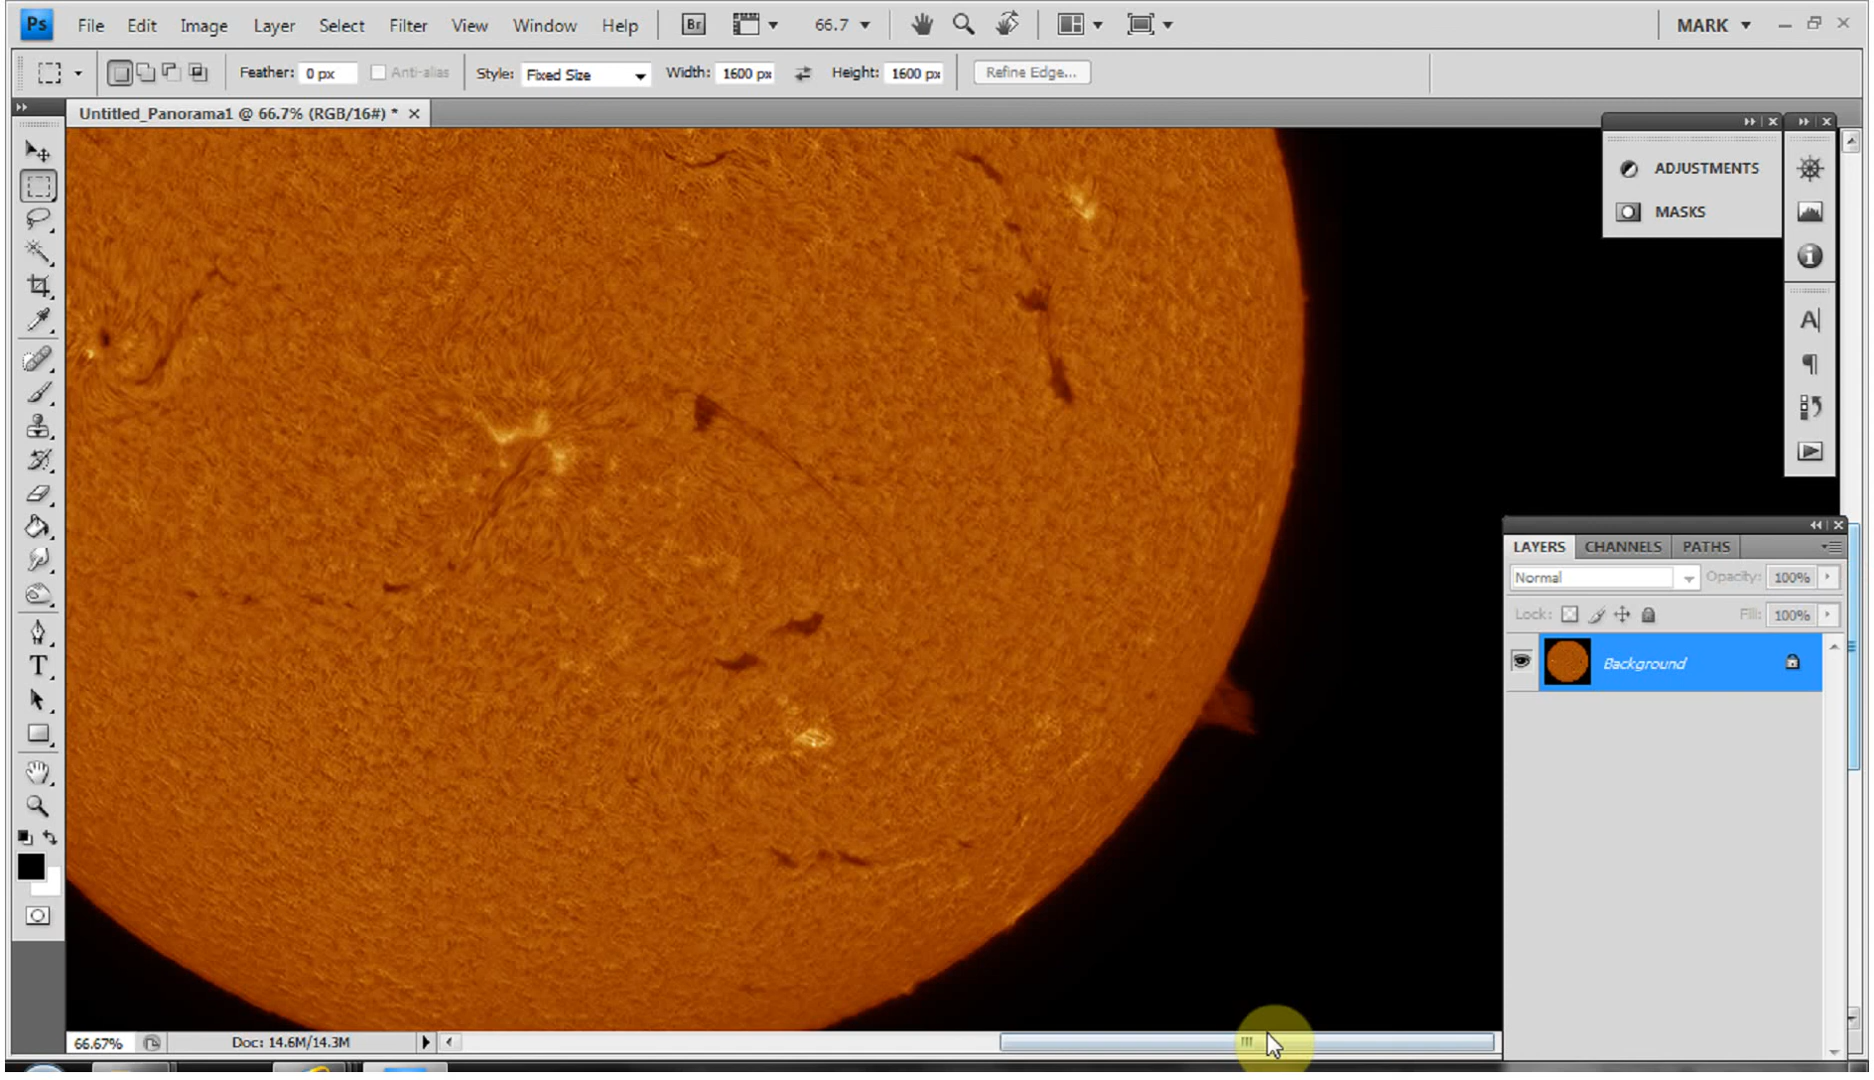 Ps File Edit Image Layer Select Filter View Window Help Br 66.7 MARK
Feather: 0 px Anti-alias Style: Fixed Size Width: 1600 px Height: 1600 px Refine Edge...
Untitled_Panorama1 @ 66.7% (RGB/16#) *
ADJUSTMENTS
MASKS
LAYERS CHANNELS PATHS
Normal Opacity: 100%
Lock: Fill: 100%
Background
66.67% Doc: 14.6M/14.3M